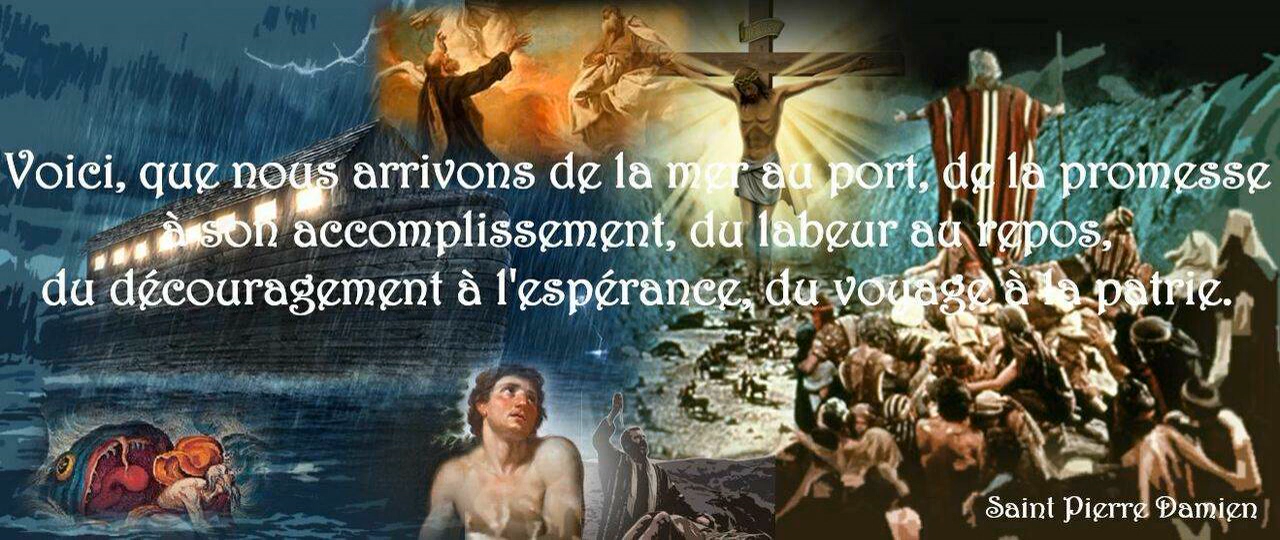 Voici, que nous arrivons de la mer au port, de la promesse
à son accomplissement, du labeur au repos,
du découragement à l'espérance, du voyage à la patrie.
Saint Pierre Damien